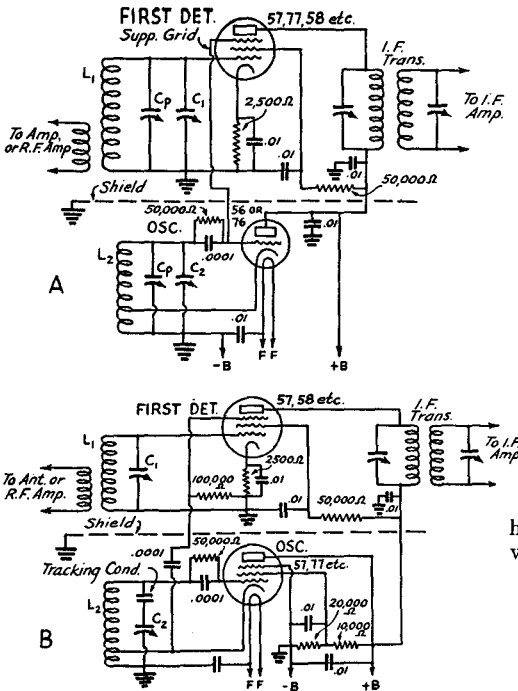 FIRST DET.
57,77,58 etc.
Supp. Grid
I.F.
Trans.
L1
Cp
C1
2,500Ω
.01
To Amp.
or R.F. Amp
To I.F.
Amp.
.01
.01
50,000Ω
Shield
50,000Ω
56 OR
76
OSC.
.0001
.01
L2
Cp
C2
A
.01
-B
F F
+B
FIRST DET.
57,58 etc.
I.F.
Trans.
L1
C1
2500Ω
100,000
Ω
.01
To Ant. or
R.F. Amp.
To I.F.
Amp.
.01
.01
50,000Ω
Shield
.0001
50,000Ω
OSC.
57,77 etc.
h
v
Tracking Cond.
.0001
L2
C2
.01
20,000
Ω
10,000
Ω
B
.01
F F
-B
+B